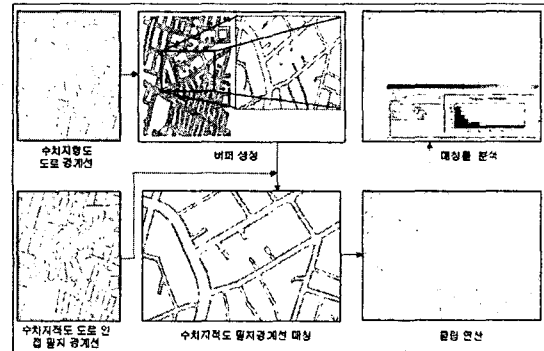 수치지형도
도로 경계선
버퍼 생성
매칭률 분석
수치지적도 도로 인
접 필지 경계선
수치지적도 필지경계선 매칭
클립 연산